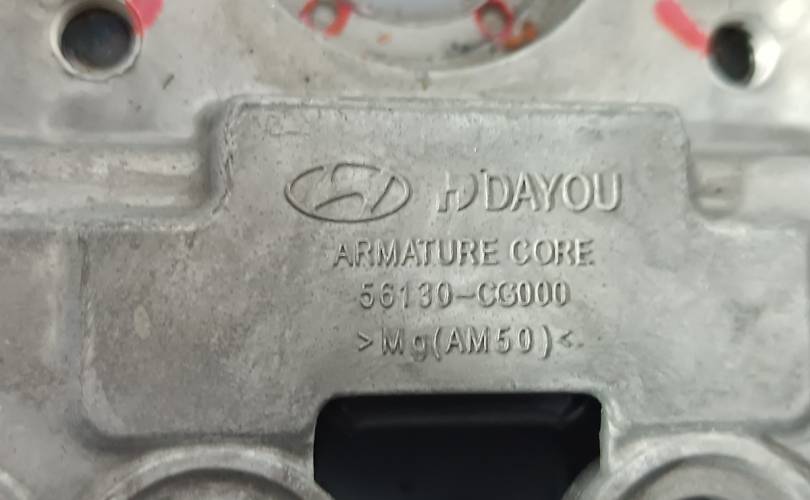 DAYOU
ARMATURE CORE
56130-CG000
>Mg(AM50)<